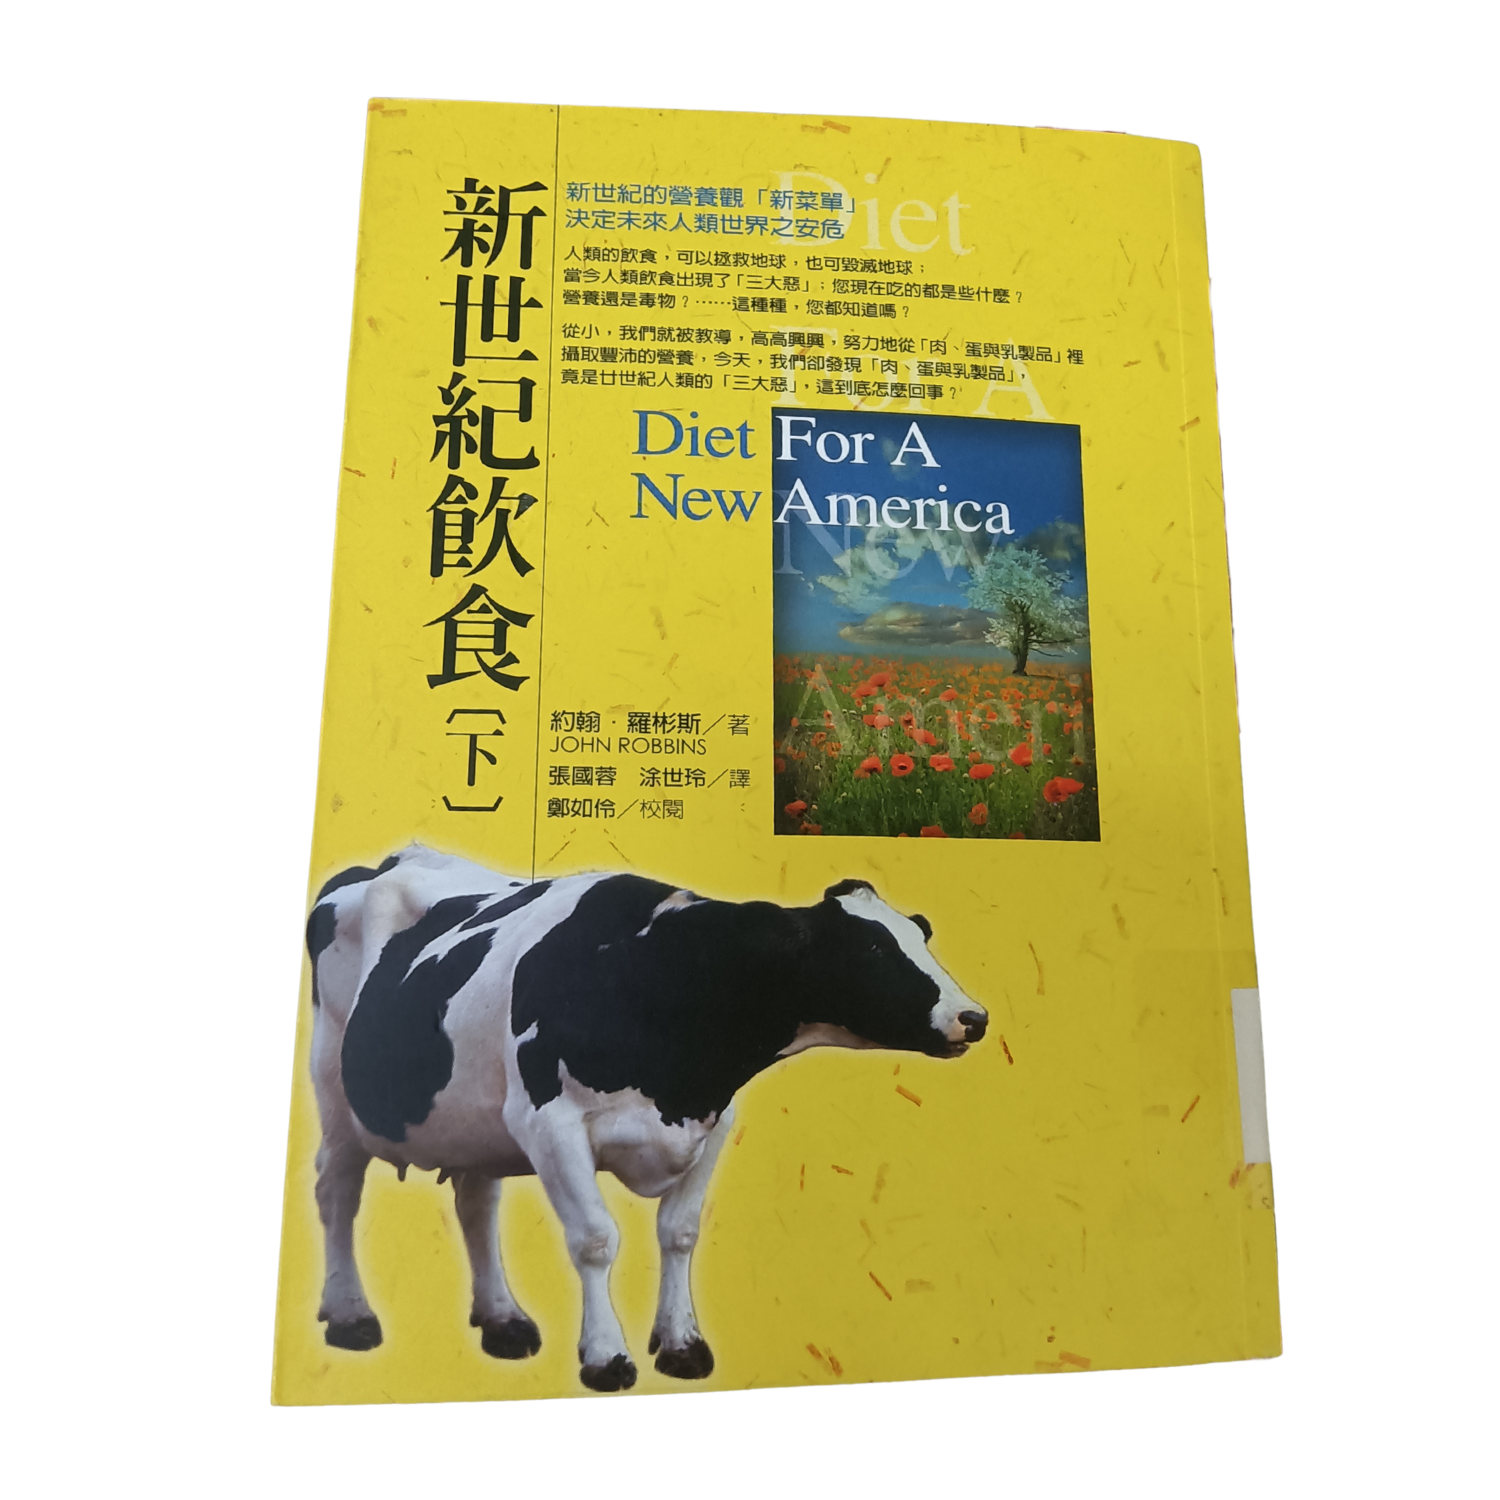 新世紀飲食〔下〕
新世紀的營養觀「新菜單」
決定未來人類世界之安危
人類的飲食，可以拯救地球，也可毀滅地球；
當今人類飲食出現了「三大惡」；您現在吃的都是些什麼？
營養還是毒物？……這種種，您都知道嗎？
從小，我們就被教導，高高興興，努力地從「肉、蛋與乳製品」裡
攝取豐沛的營養，今天，我們卻發現「肉、蛋與乳製品」，
竟是廿世紀人類的「三大惡」，這到底怎麼回事？
Diet For A
New America
Diet
For A
New
Ameri
約翰．羅彬斯／著
JOHN ROBBINS
張國蓉 涂世玲／譯
鄭如伶／校閱